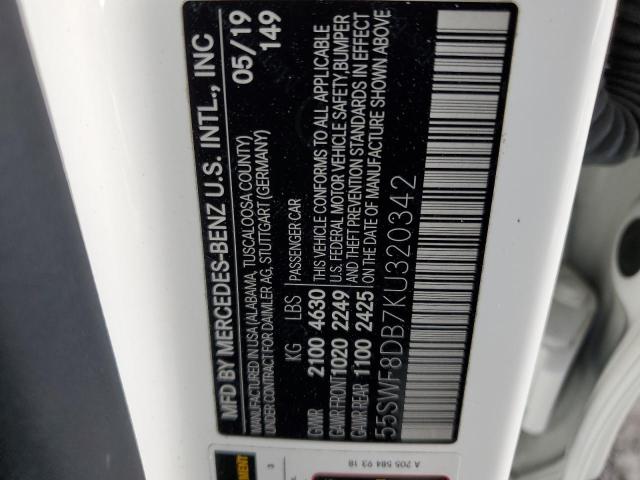 MFD BY MERCEDES-BENZ U.S. INTL., INC
05/19
149
MANUFACTURED IN USA (ALABAMA, TUSCALOOSA COUNTY)
UNDER CONTRACT FOR DAIMLER AG, STUTTGART (GERMANY)
KG LBS PASSENGER CAR
GVWR 2100 4630 THIS VEHICLE CONFORMS TO ALL APPLICABLE
GAWR FRONT 1020 2249 U.S. FEDERAL MOTOR VEHICLE SAFETY, BUMPER
GAWR REAR 1100 2425 AND THEFT PREVENTION STANDARDS IN EFFECT
ON THE DATE OF MANUFACTURE SHOWN ABOVE
55SWF8DB7KU320342
3
A 205 584 93 18